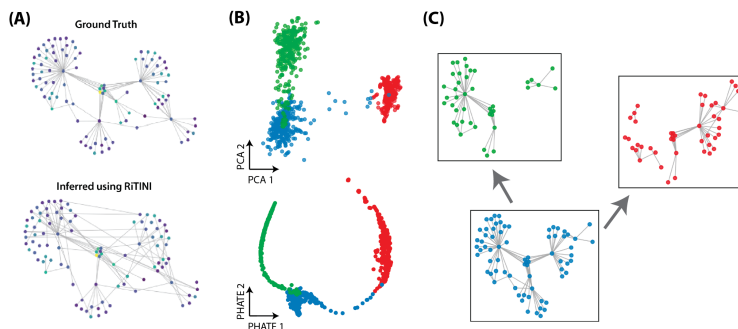 (A)
Ground Truth
Inferred using RiTINI
(B)
PCA 2
PCA 1
PHATE 2
PHATE 1
(C)